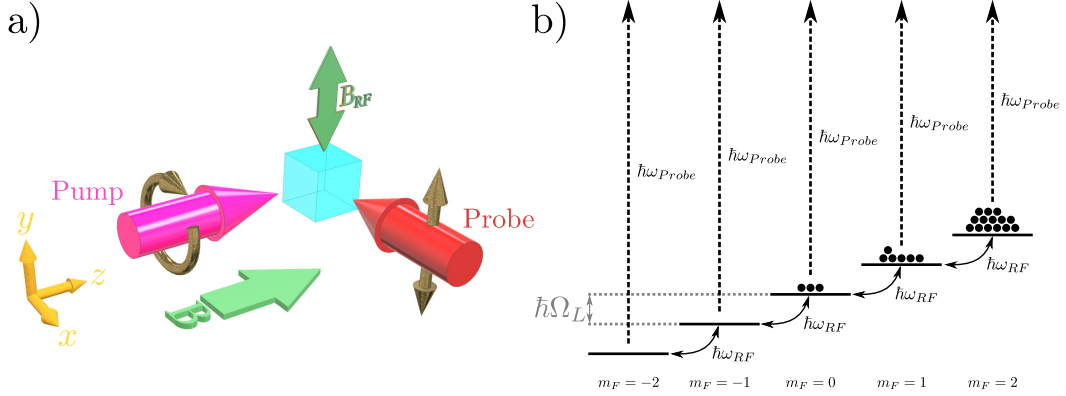 a)
B_RF
Pump
Probe
y
z
x
B
b)
ħω_Probe
ħω_Probe
ħω_Probe
ħω_Probe
ħω_Probe
ħΩ_L
ħω_RF
ħω_RF
ħω_RF
ħω_RF
m_F = −2
m_F = −1
m_F = 0
m_F = 1
m_F = 2